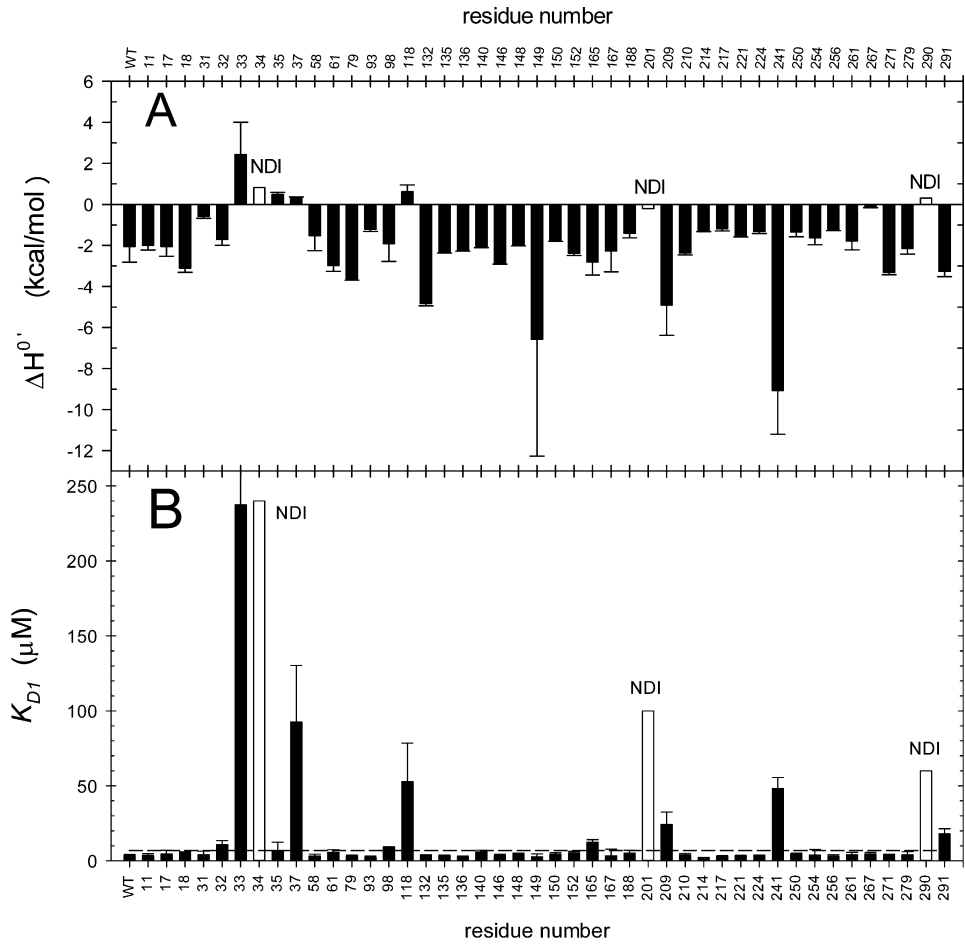 residue number
WT 11 17 18 31 32 33 34 35 37 58 61 79 93 98 118 132 135 136 140 146 148 149 150 152 165 167 188 201 209 210 214 217 221 224 241 250 254 256 261 267 271 279 290 291
A
6
4
2
0
-2
-4
-6
-8
-10
-12
ΔH⁰' (kcal/mol)
NDI
NDI
NDI
B
250
200
150
100
50
0
K_D1 (μM)
NDI
NDI
NDI
WT 11 17 18 31 32 33 34 35 37 58 61 79 93 98 118 132 135 136 140 146 148 149 150 152 165 167 188 201 209 210 214 217 221 224 241 250 254 256 261 267 271 279 290 291
residue number